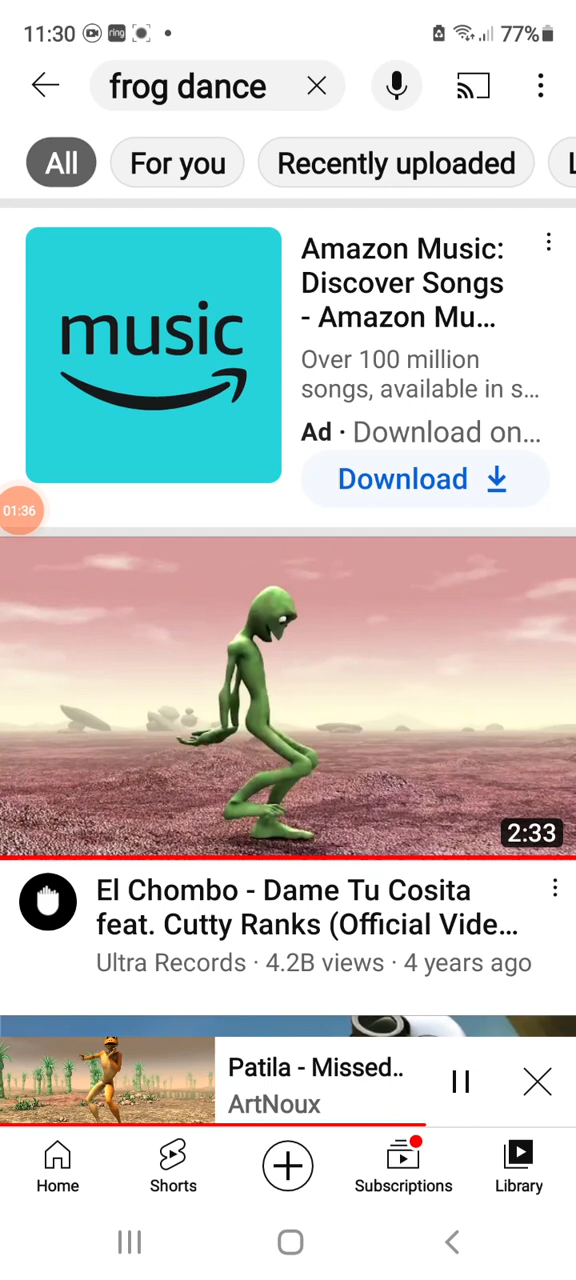 11:30
ring
77%
frog dance
All
For you
Recently uploaded
L
music
Amazon Music:
Discover Songs
- Amazon Mu...
Over 100 million
songs, available in s...
Ad · Download on...
Download
01:36
2:33
El Chombo - Dame Tu Cosita
feat. Cutty Ranks (Official Vide...
Ultra Records · 4.2B views · 4 years ago
Patila - Missed..
ArtNoux
Home
Shorts
Subscriptions
Library